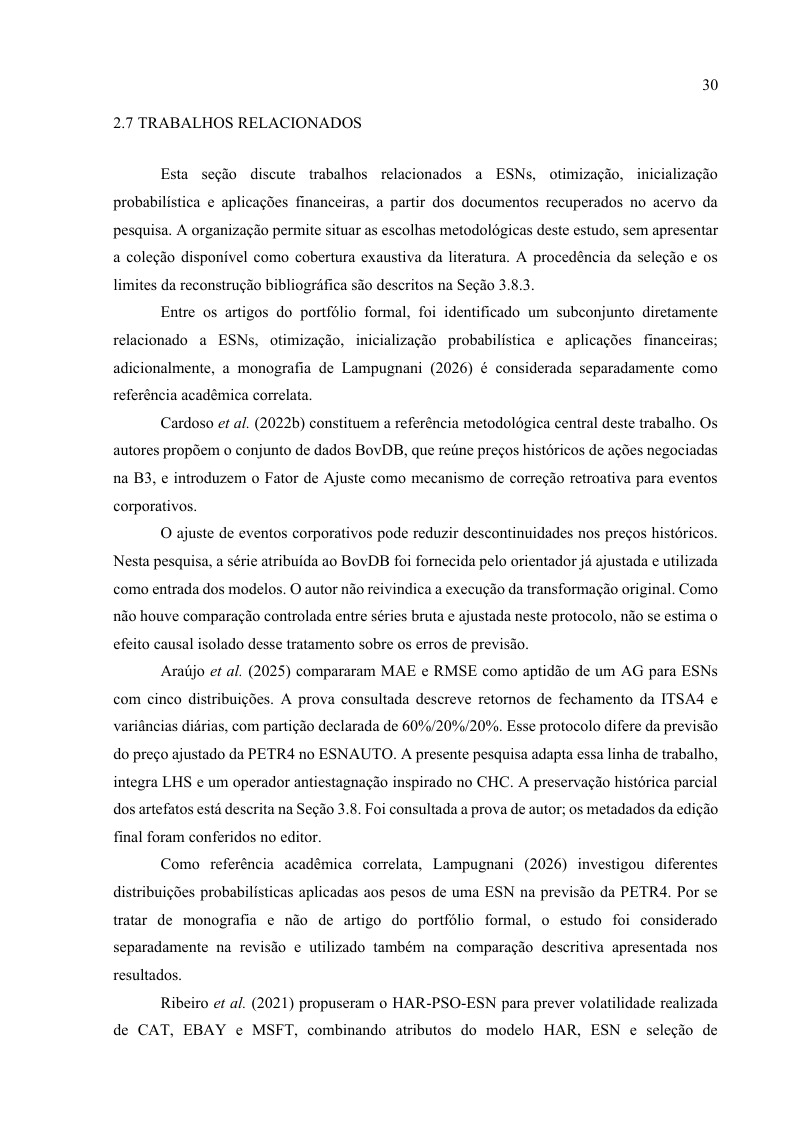 30
2.7 TRABALHOS RELACIONADOS
Esta seção discute trabalhos relacionados a ESNs, otimização, inicialização
probabilística e aplicações financeiras, a partir dos documentos recuperados no acervo da
pesquisa. A organização permite situar as escolhas metodológicas deste estudo, sem apresentar
a coleção disponível como cobertura exaustiva da literatura. A procedência da seleção e os
limites da reconstrução bibliográfica são descritos na Seção 3.8.3.
Entre os artigos do portfólio formal, foi identificado um subconjunto diretamente
relacionado a ESNs, otimização, inicialização probabilística e aplicações financeiras;
adicionalmente, a monografia de Lampugnani (2026) é considerada separadamente como
referência acadêmica correlata.
Cardoso et al. (2022b) constituem a referência metodológica central deste trabalho. Os
autores propõem o conjunto de dados BovDB, que reúne preços históricos de ações negociadas
na B3, e introduzem o Fator de Ajuste como mecanismo de correção retroativa para eventos
corporativos.
O ajuste de eventos corporativos pode reduzir descontinuidades nos preços históricos.
Nesta pesquisa, a série atribuída ao BovDB foi fornecida pelo orientador já ajustada e utilizada
como entrada dos modelos. O autor não reivindica a execução da transformação original. Como
não houve comparação controlada entre séries bruta e ajustada neste protocolo, não se estima o
efeito causal isolado desse tratamento sobre os erros de previsão.
Araújo et al. (2025) compararam MAE e RMSE como aptidão de um AG para ESNs
com cinco distribuições. A prova consultada descreve retornos de fechamento da ITSA4 e
variâncias diárias, com partição declarada de 60%/20%/20%. Esse protocolo difere da previsão
do preço ajustado da PETR4 no ESNAUTO. A presente pesquisa adapta essa linha de trabalho,
integra LHS e um operador antiestagnação inspirado no CHC. A preservação histórica parcial
dos artefatos está descrita na Seção 3.8. Foi consultada a prova de autor; os metadados da edição
final foram conferidos no editor.
Como referência acadêmica correlata, Lampugnani (2026) investigou diferentes
distribuições probabilísticas aplicadas aos pesos de uma ESN na previsão da PETR4. Por se
tratar de monografia e não de artigo do portfólio formal, o estudo foi considerado
separadamente na revisão e utilizado também na comparação descritiva apresentada nos
resultados.
Ribeiro et al. (2021) propuseram o HAR-PSO-ESN para prever volatilidade realizada
de CAT, EBAY e MSFT, combinando atributos do modelo HAR, ESN e seleção de